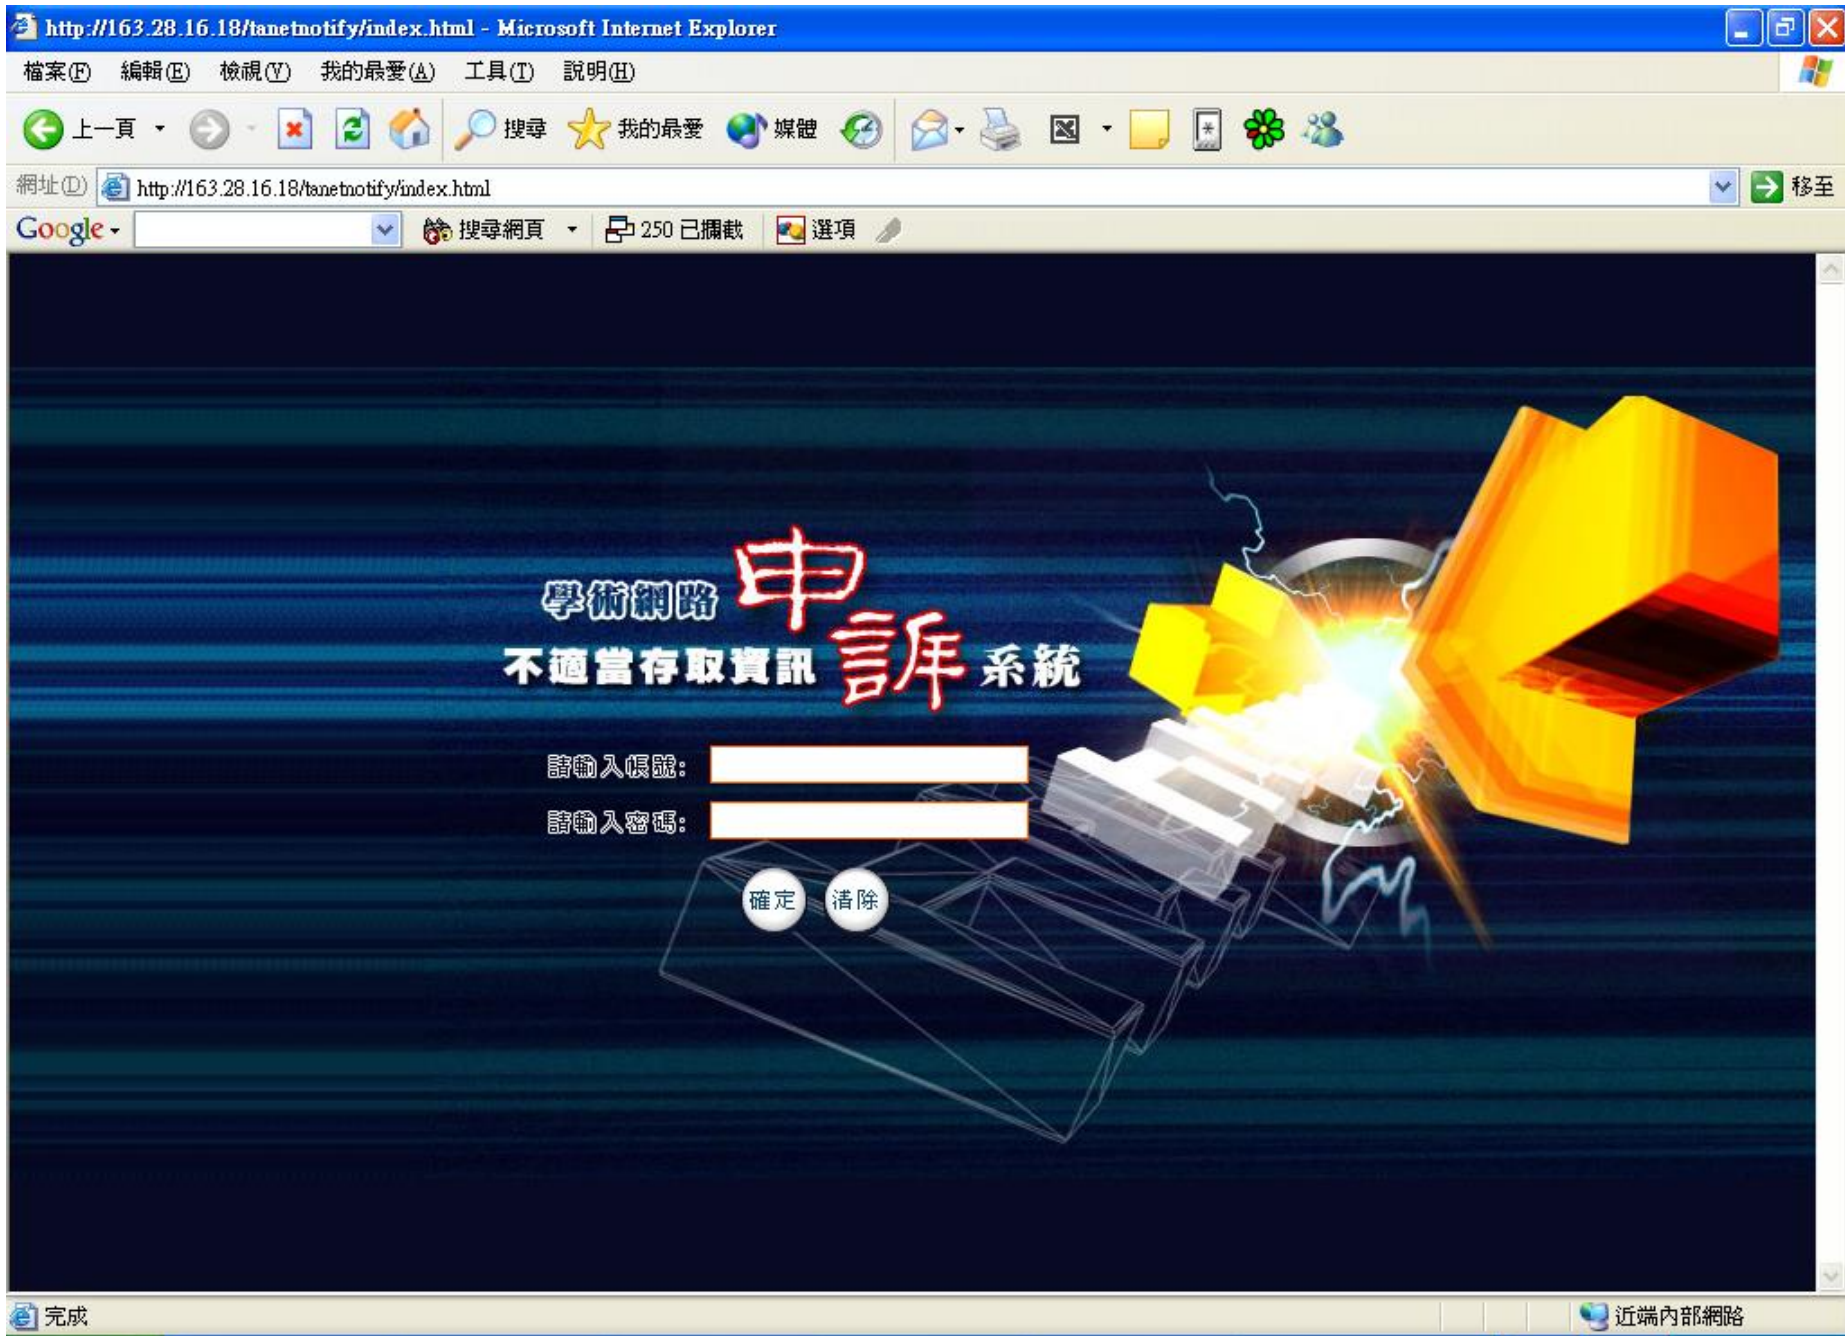 http://163.28.16.18/tanetnotify/index.html - Microsoft Internet Explorer
檔案(F) 編輯(E) 檢視(V) 我的最愛(A) 工具(T) 說明(H)
上一頁 搜尋 我的最愛 媒體
網址(D) http://163.28.16.18/tanetnotify/index.html 移至
Google 搜尋網頁 250 已攔截 選項
學術網路 申訴
不適當存取資訊 系統
請輸入帳號:
請輸入密碼:
確定 清除
完成 近端內部網路